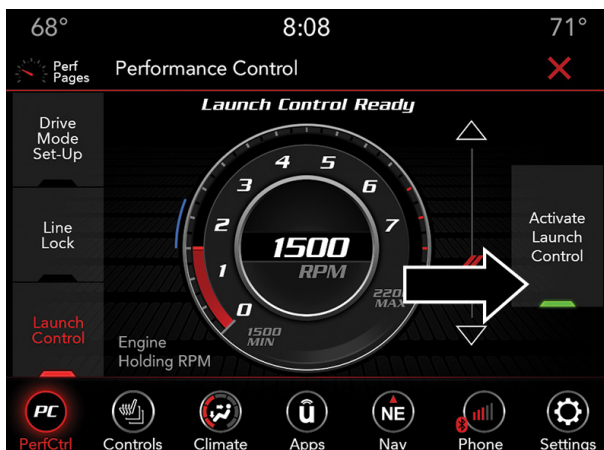 68°
8:08
71°
Perf
Pages
Performance Control
Launch Control Ready
Drive
Mode
Set-Up
Line
Lock
Launch
Control
0
1
2
3
4
5
6
7
1500
RPM
1500
MIN
MAX
Engine
Holding RPM
Activate
Launch
Control
PC
PerfCtrl
Controls
Climate
û
Apps
NE
Nav
Phone
Settings